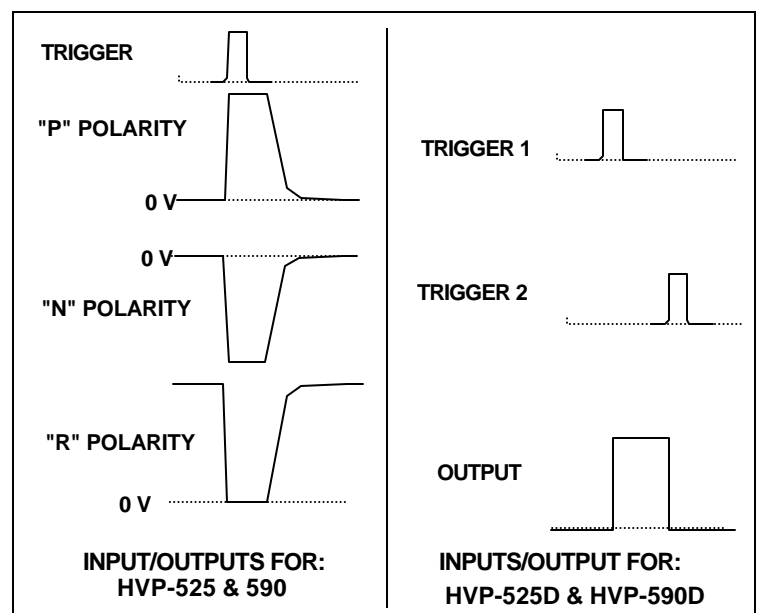 TRIGGER
"P" POLARITY
0 V
0 V
"N" POLARITY
"R" POLARITY
0 V
INPUT/OUTPUTS FOR:
HVP-525 & 590
TRIGGER 1
TRIGGER 2
OUTPUT
INPUTS/OUTPUT FOR:
HVP-525D & HVP-590D